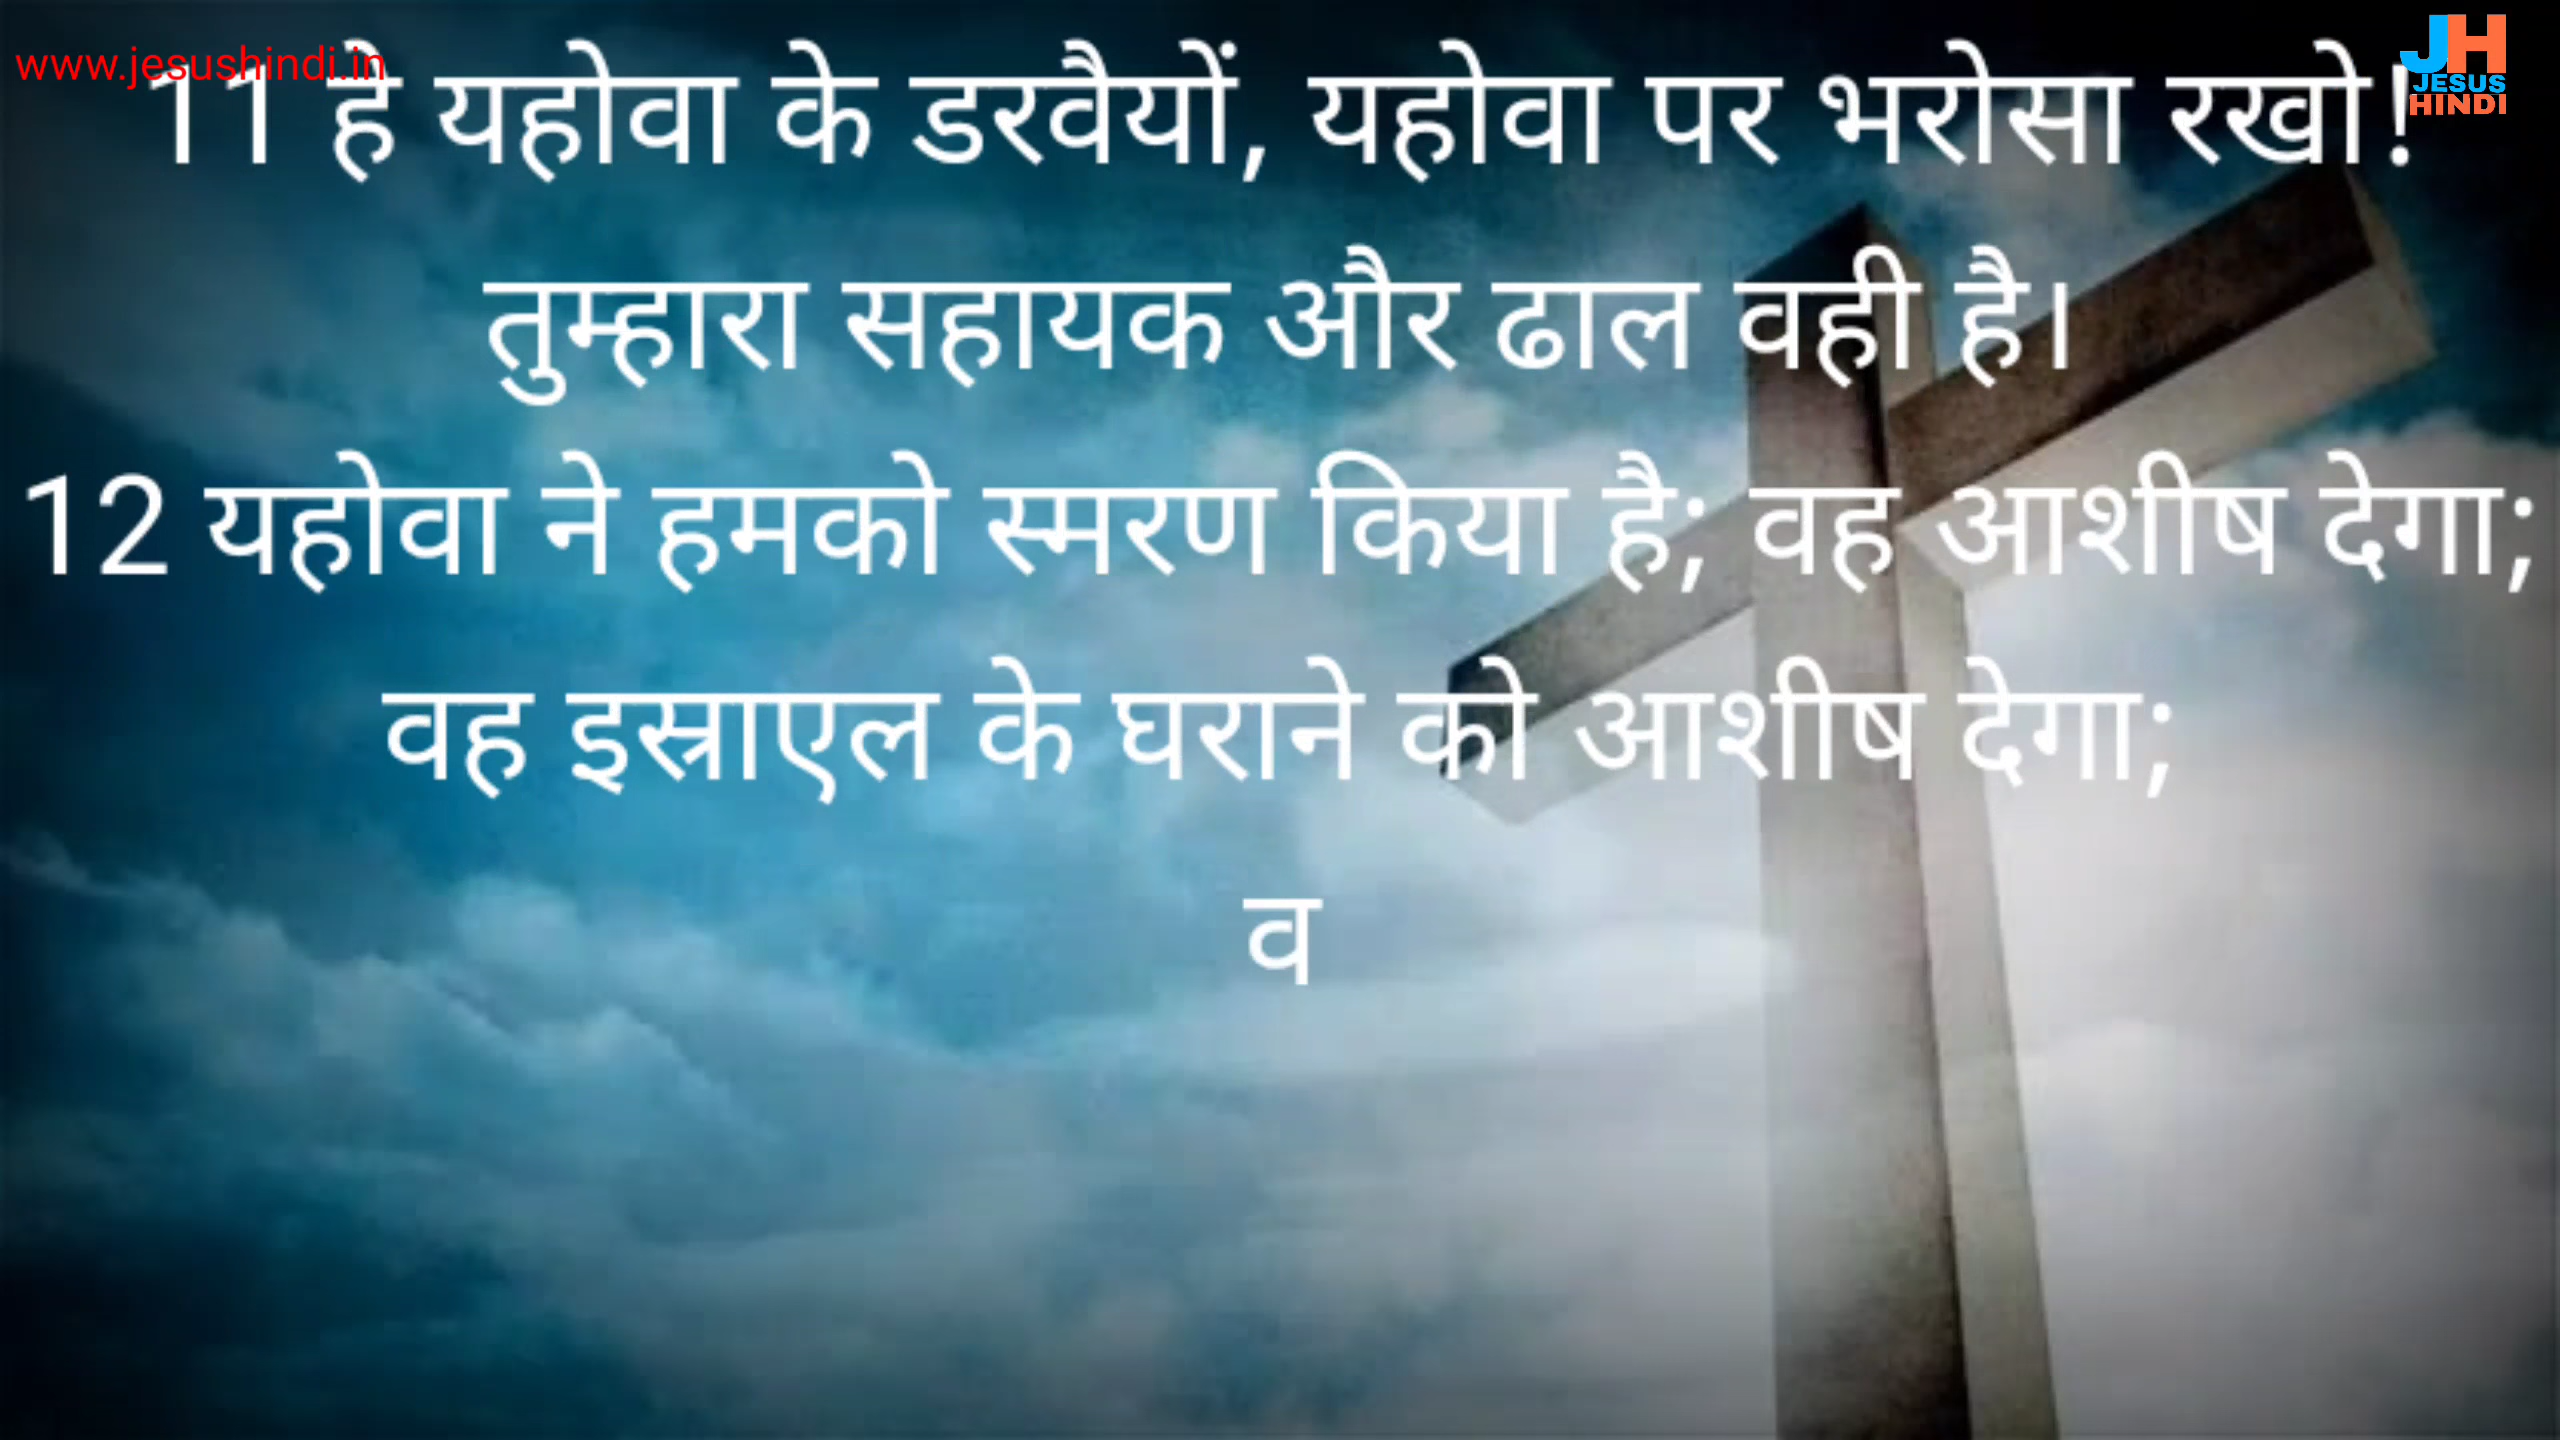 www.jesushindi.in
JH
JESUS
HINDI
11 हे यहोवा के डरवैयों, यहोवा पर भरोसा रखो!
तुम्हारा सहायक और ढाल वही है।
12 यहोवा ने हमको स्मरण किया है; वह आशीष देगा;
वह इस्राएल के घराने को आशीष देगा;
व